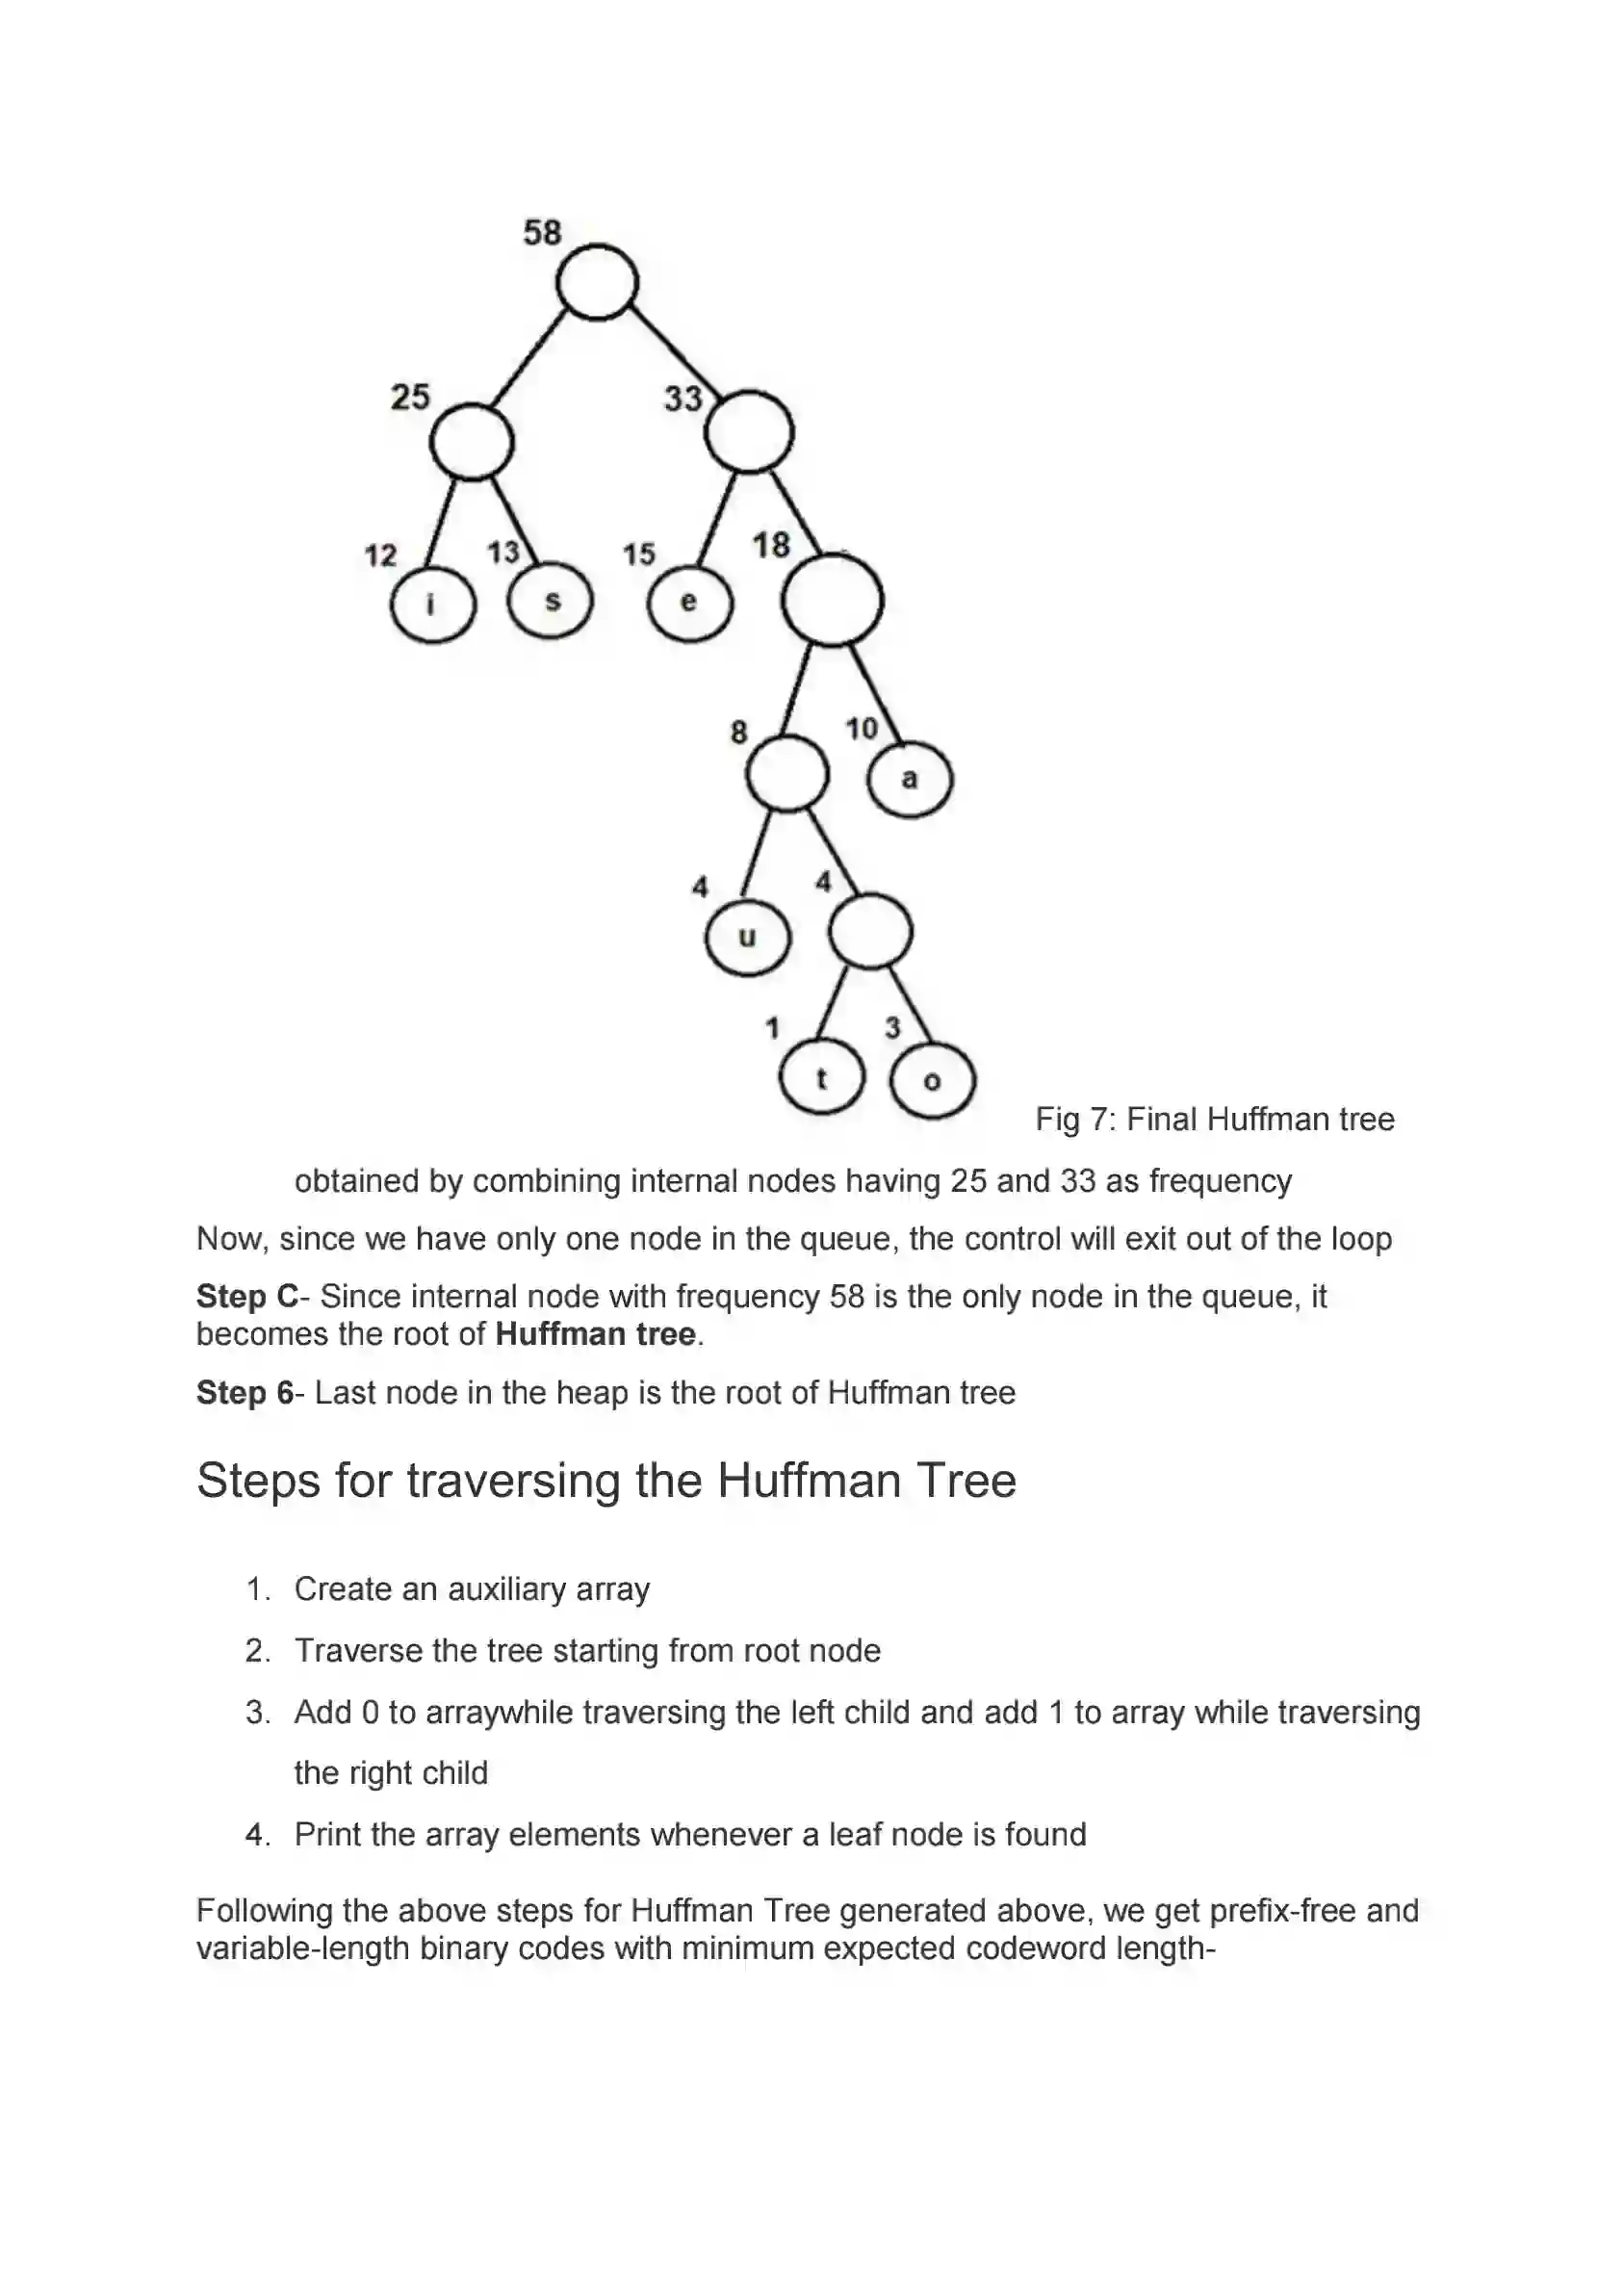 58
25
33
12
13
15
18
i
s
e
8
10
a
4
4
u
1
3
t
o
Fig 7: Final Huffman tree
obtained by combining internal nodes having 25 and 33 as frequency
Now, since we have only one node in the queue, the control will exit out of the loop
Step C- Since internal node with frequency 58 is the only node in the queue, it
becomes the root of Huffman tree.
Step 6- Last node in the heap is the root of Huffman tree
Steps for traversing the Huffman Tree
1. Create an auxiliary array
2. Traverse the tree starting from root node
3. Add 0 to arraywhile traversing the left child and add 1 to array while traversing
the right child
4. Print the array elements whenever a leaf node is found
Following the above steps for Huffman Tree generated above, we get prefix-free and
variable-length binary codes with minimum expected codeword length-